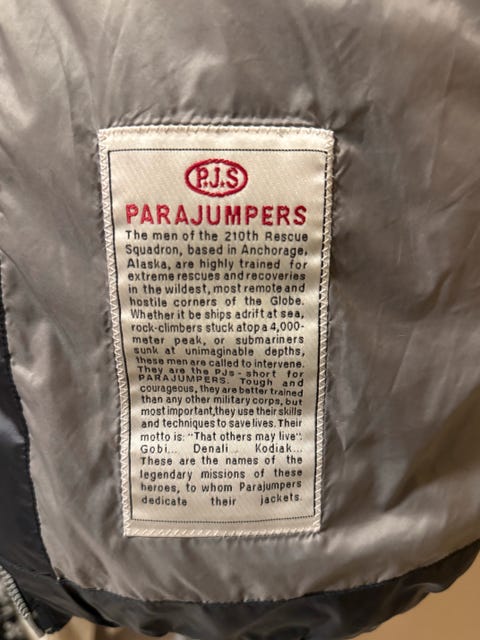 P.J.S
PARAJUMPERS
The men of the 210th Rescue
Squadron, based in Anchorage,
Alaska, are highly trained for
extreme rescues and recoveries
in the wildest, most remote and
hostile corners of the Globe.
Whether it be ships adrift at sea,
rock-climbers stuck atop a 4,000-
meter peak, or submariners
sunk at unimaginable depths,
these men are called to intervene.
They are the PJs - short for
PARAJUMPERS. Tough and
courageous, they are better trained
than any other military corps, but
most important,they use their skills
and techniques to save lives. Their
motto is: "That others may live".
Gobi... Denali... Kodiak...
These are the names of the
legendary missions of these
heroes, to whom Parajumpers
dedicate their jackets.